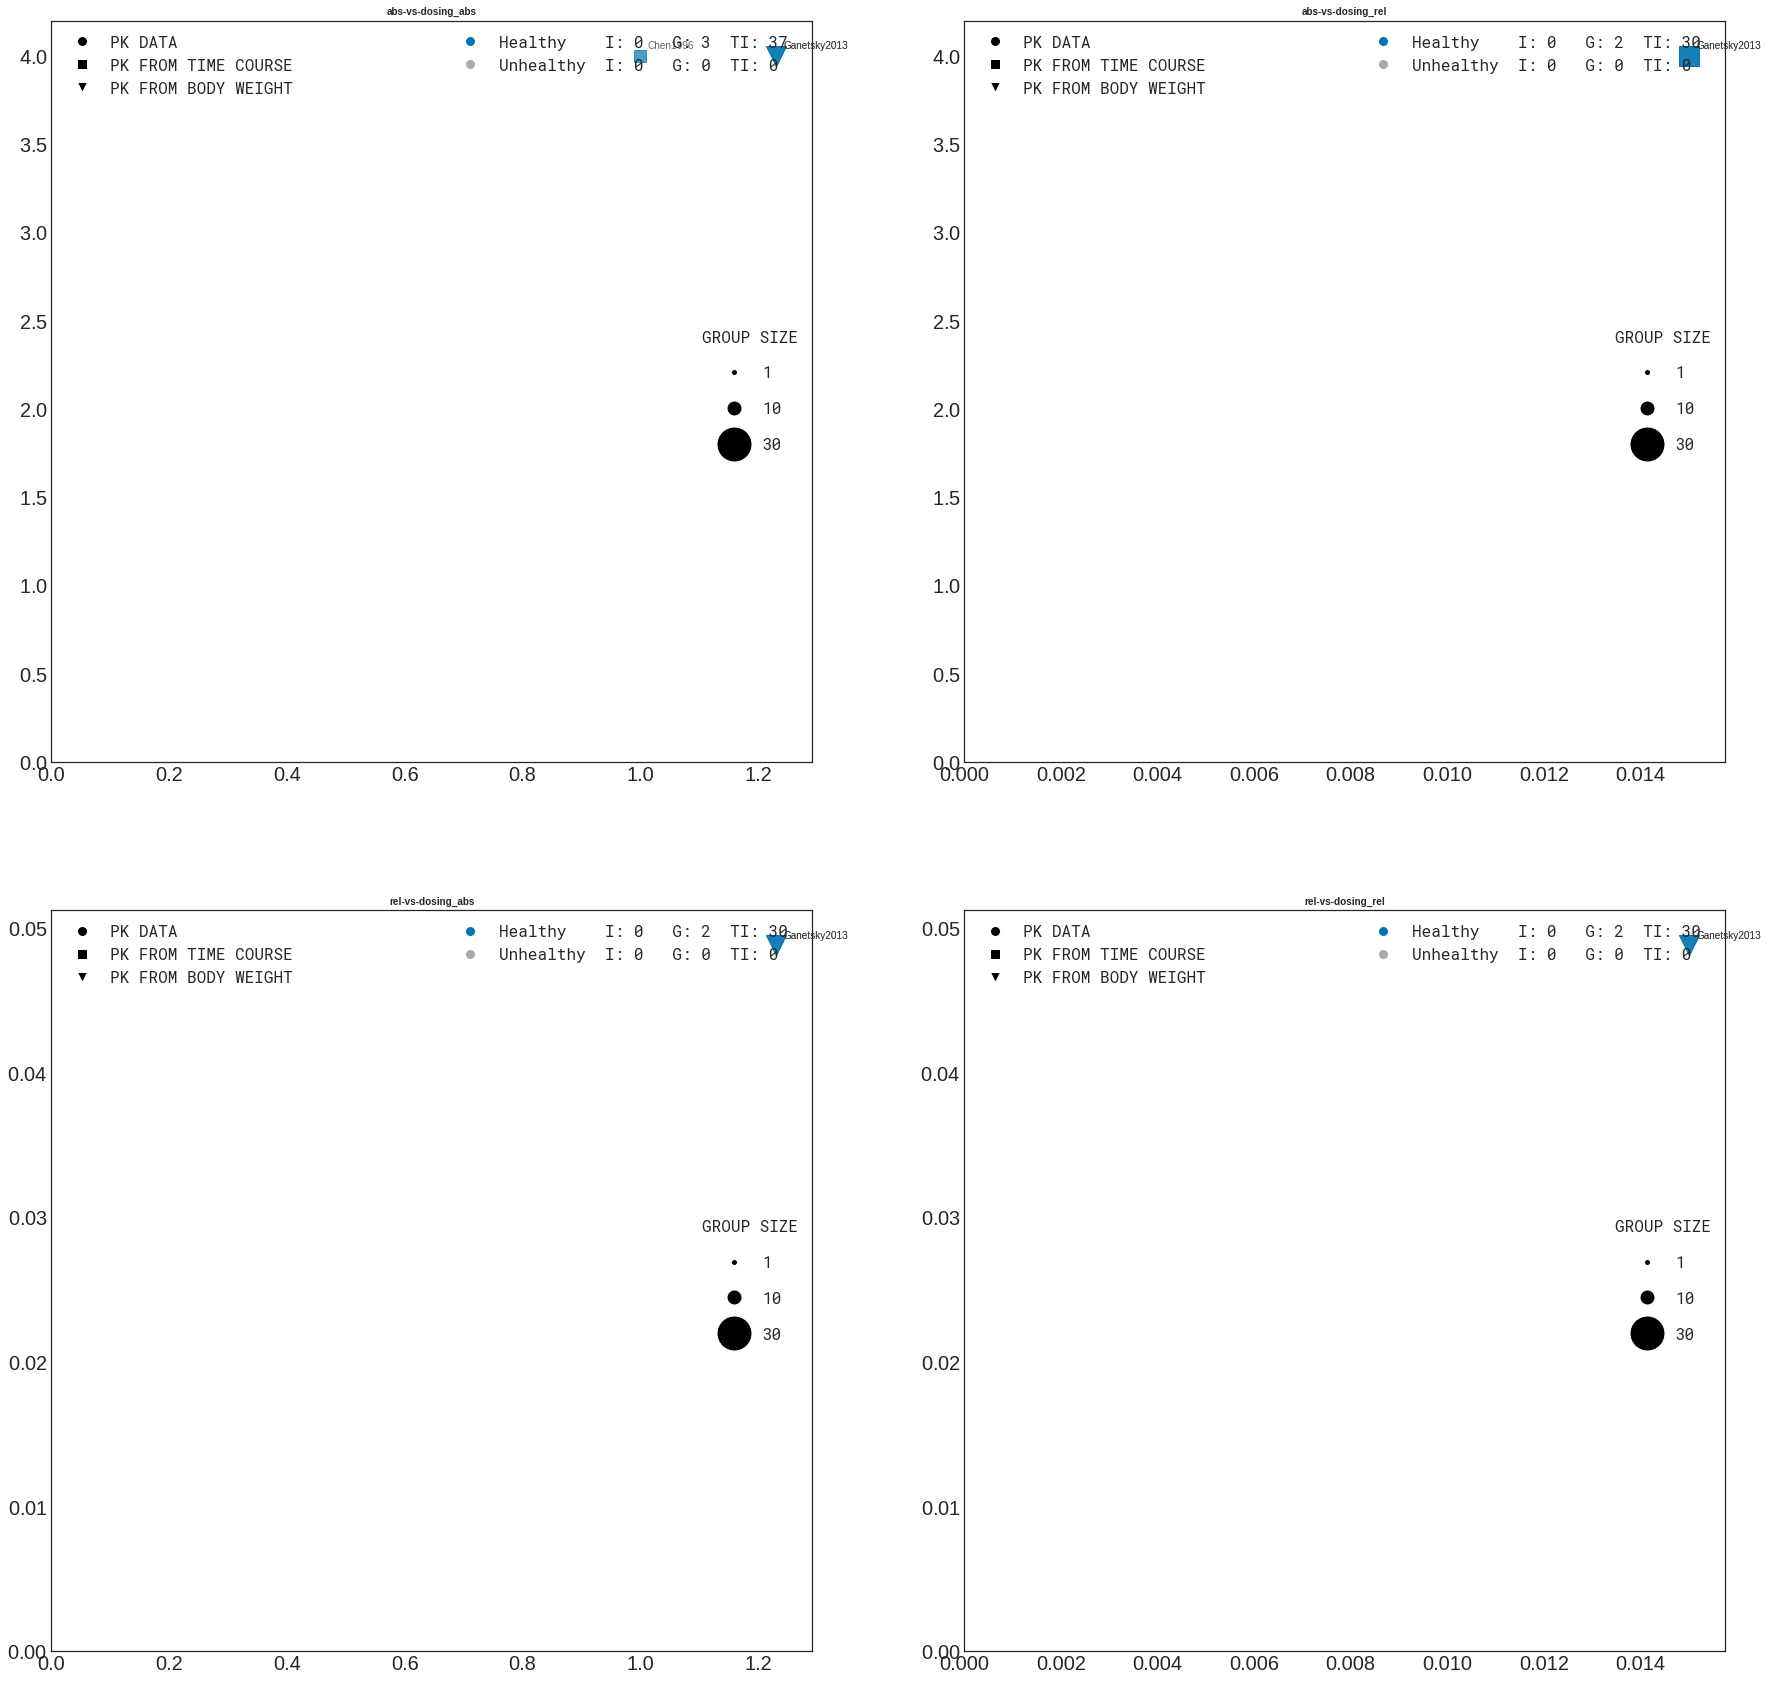 abs-vs-dosing_abs
PK DATA
PK FROM TIME COURSE
PK FROM BODY WEIGHT
Healthy I: 0 G: 3 TI: 37
Unhealthy I: 0 G: 0 TI: 0
Chen1996
Ganetsky2013
4.0
3.5
3.0
2.5
2.0
1.5
1.0
0.5
0.0
GROUP SIZE
1
10
30
0.0 0.2 0.4 0.6 0.8 1.0 1.2
abs-vs-dosing_rel
PK DATA
PK FROM TIME COURSE
PK FROM BODY WEIGHT
Healthy I: 0 G: 2 TI: 30
Unhealthy I: 0 G: 0 TI: 0
Ganetsky2013
4.0
3.5
3.0
2.5
2.0
1.5
1.0
0.5
0.0
GROUP SIZE
1
10
30
0.000 0.002 0.004 0.006 0.008 0.010 0.012 0.014
rel-vs-dosing_abs
PK DATA
PK FROM TIME COURSE
PK FROM BODY WEIGHT
Healthy I: 0 G: 2 TI: 30
Unhealthy I: 0 G: 0 TI: 0
Ganetsky2013
0.05
0.04
0.03
0.02
0.01
0.00
GROUP SIZE
1
10
30
0.0 0.2 0.4 0.6 0.8 1.0 1.2
rel-vs-dosing_rel
PK DATA
PK FROM TIME COURSE
PK FROM BODY WEIGHT
Healthy I: 0 G: 2 TI: 30
Unhealthy I: 0 G: 0 TI: 0
Ganetsky2013
0.05
0.04
0.03
0.02
0.01
0.00
GROUP SIZE
1
10
30
0.000 0.002 0.004 0.006 0.008 0.010 0.012 0.014